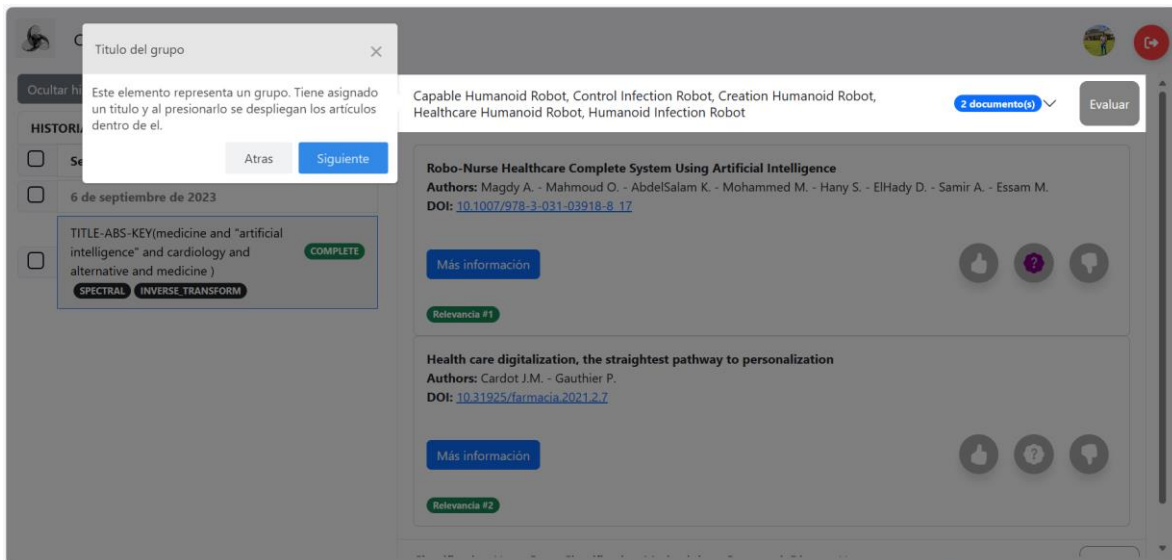 Titulo del grupo
Este elemento representa un grupo. Tiene asignado
un titulo y al presionarlo se despliegan los artículos
dentro de el.
Atras Siguiente
Capable Humanoid Robot, Control Infection Robot, Creation Humanoid Robot,
Healthcare Humanoid Robot, Humanoid Infection Robot
2 documento(s)
Evaluar
Ocultar
6 de septiembre de 2023
TITLE-ABS-KEY(medicine and "artificial
intelligence" and cardiology and
alternative and medicine )
COMPLETE
SPECTRAL INVERSE_TRANSFORM
Robo-Nurse Healthcare Complete System Using Artificial Intelligence
Authors: Magdy A. - Mahmoud O. - AbdelSalam K. - Mohammed M. - Hany S. - ElHady D. - Samir A. - Essam M.
DOI: 10.1007/978-3-031-03918-8_17
Más información
Relevancia #1
Health care digitalization, the straightest pathway to personalization
Authors: Cardot J.M. - Gauthier P.
DOI: 10.31925/farmacia.2021.2.7
Más información
Relevancia #2